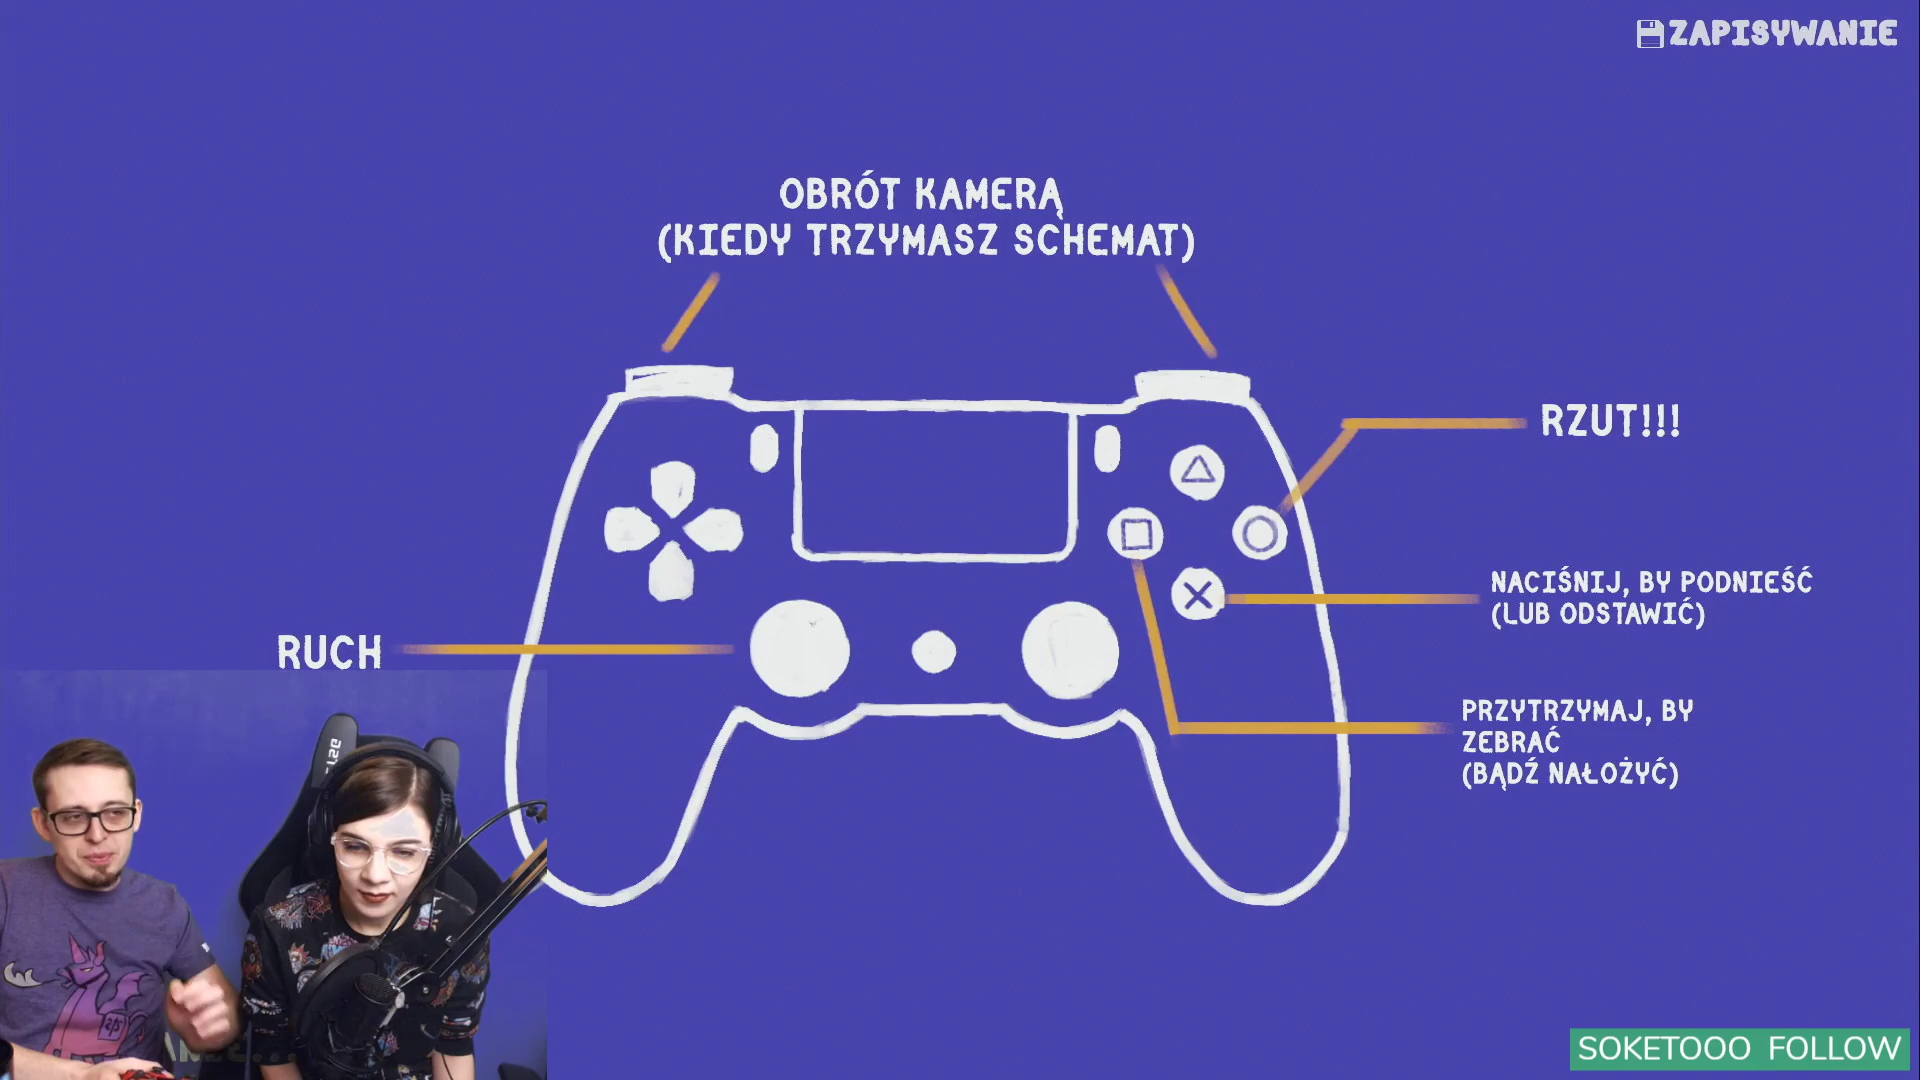 ZAPISYWANIE
OBRÓT KAMERĄ
(KIEDY TRZYMASZ SCHEMAT)
RZUT!!!
NACIŚNIJ, BY PODNIEŚĆ
(LUB ODSTAWIĆ)
RUCH
PRZYTRZYMAJ, BY
ZEBRAĆ
(BĄDŹ NAŁOŻYĆ)
SOKETOOO FOLLOW